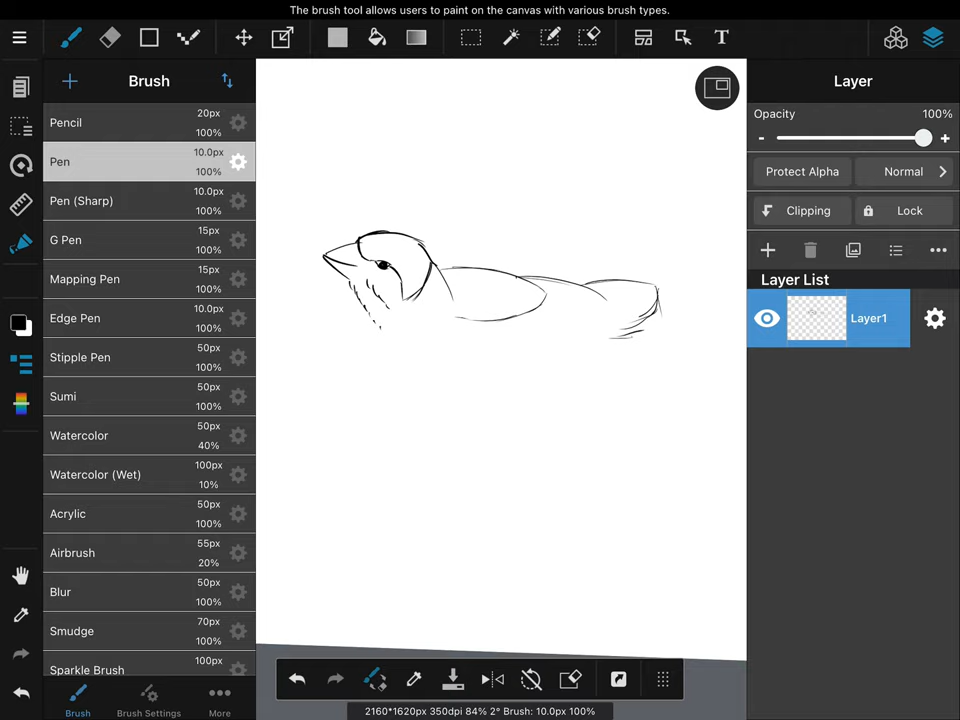 The brush tool allows users to paint on the canvas with various brush types.
T
Brush
Layer
Pencil 20px 100%
Pen 10.0px 100%
Pen (Sharp) 10.0px 100%
G Pen 15px 100%
Mapping Pen 15px 100%
Edge Pen 10.0px 100%
Stipple Pen 50px 100%
Sumi 50px 100%
Watercolor 50px 40%
Watercolor (Wet) 100px 10%
Acrylic 50px 100%
Airbrush 55px 20%
Blur 50px 100%
Smudge 70px 100%
Sparkle Brush 100px
Brush
Brush Settings
More
Opacity 100%
Protect Alpha
Normal
Clipping
Lock
Layer List
Layer1
2160*1620px 350dpi 84% 2° Brush: 10.0px 100%